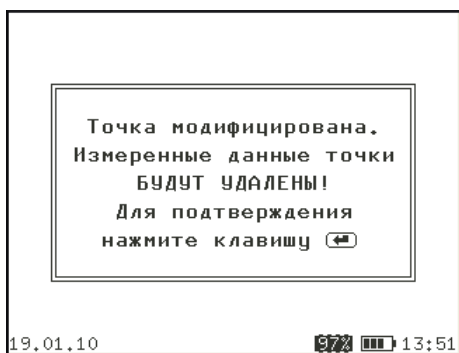 Точка модифицирована.
Измеренные данные точки
БУДУТ УДАЛЕНЫ!
Для подтверждения
нажмите клавишу
19.01.10 97% 13:51